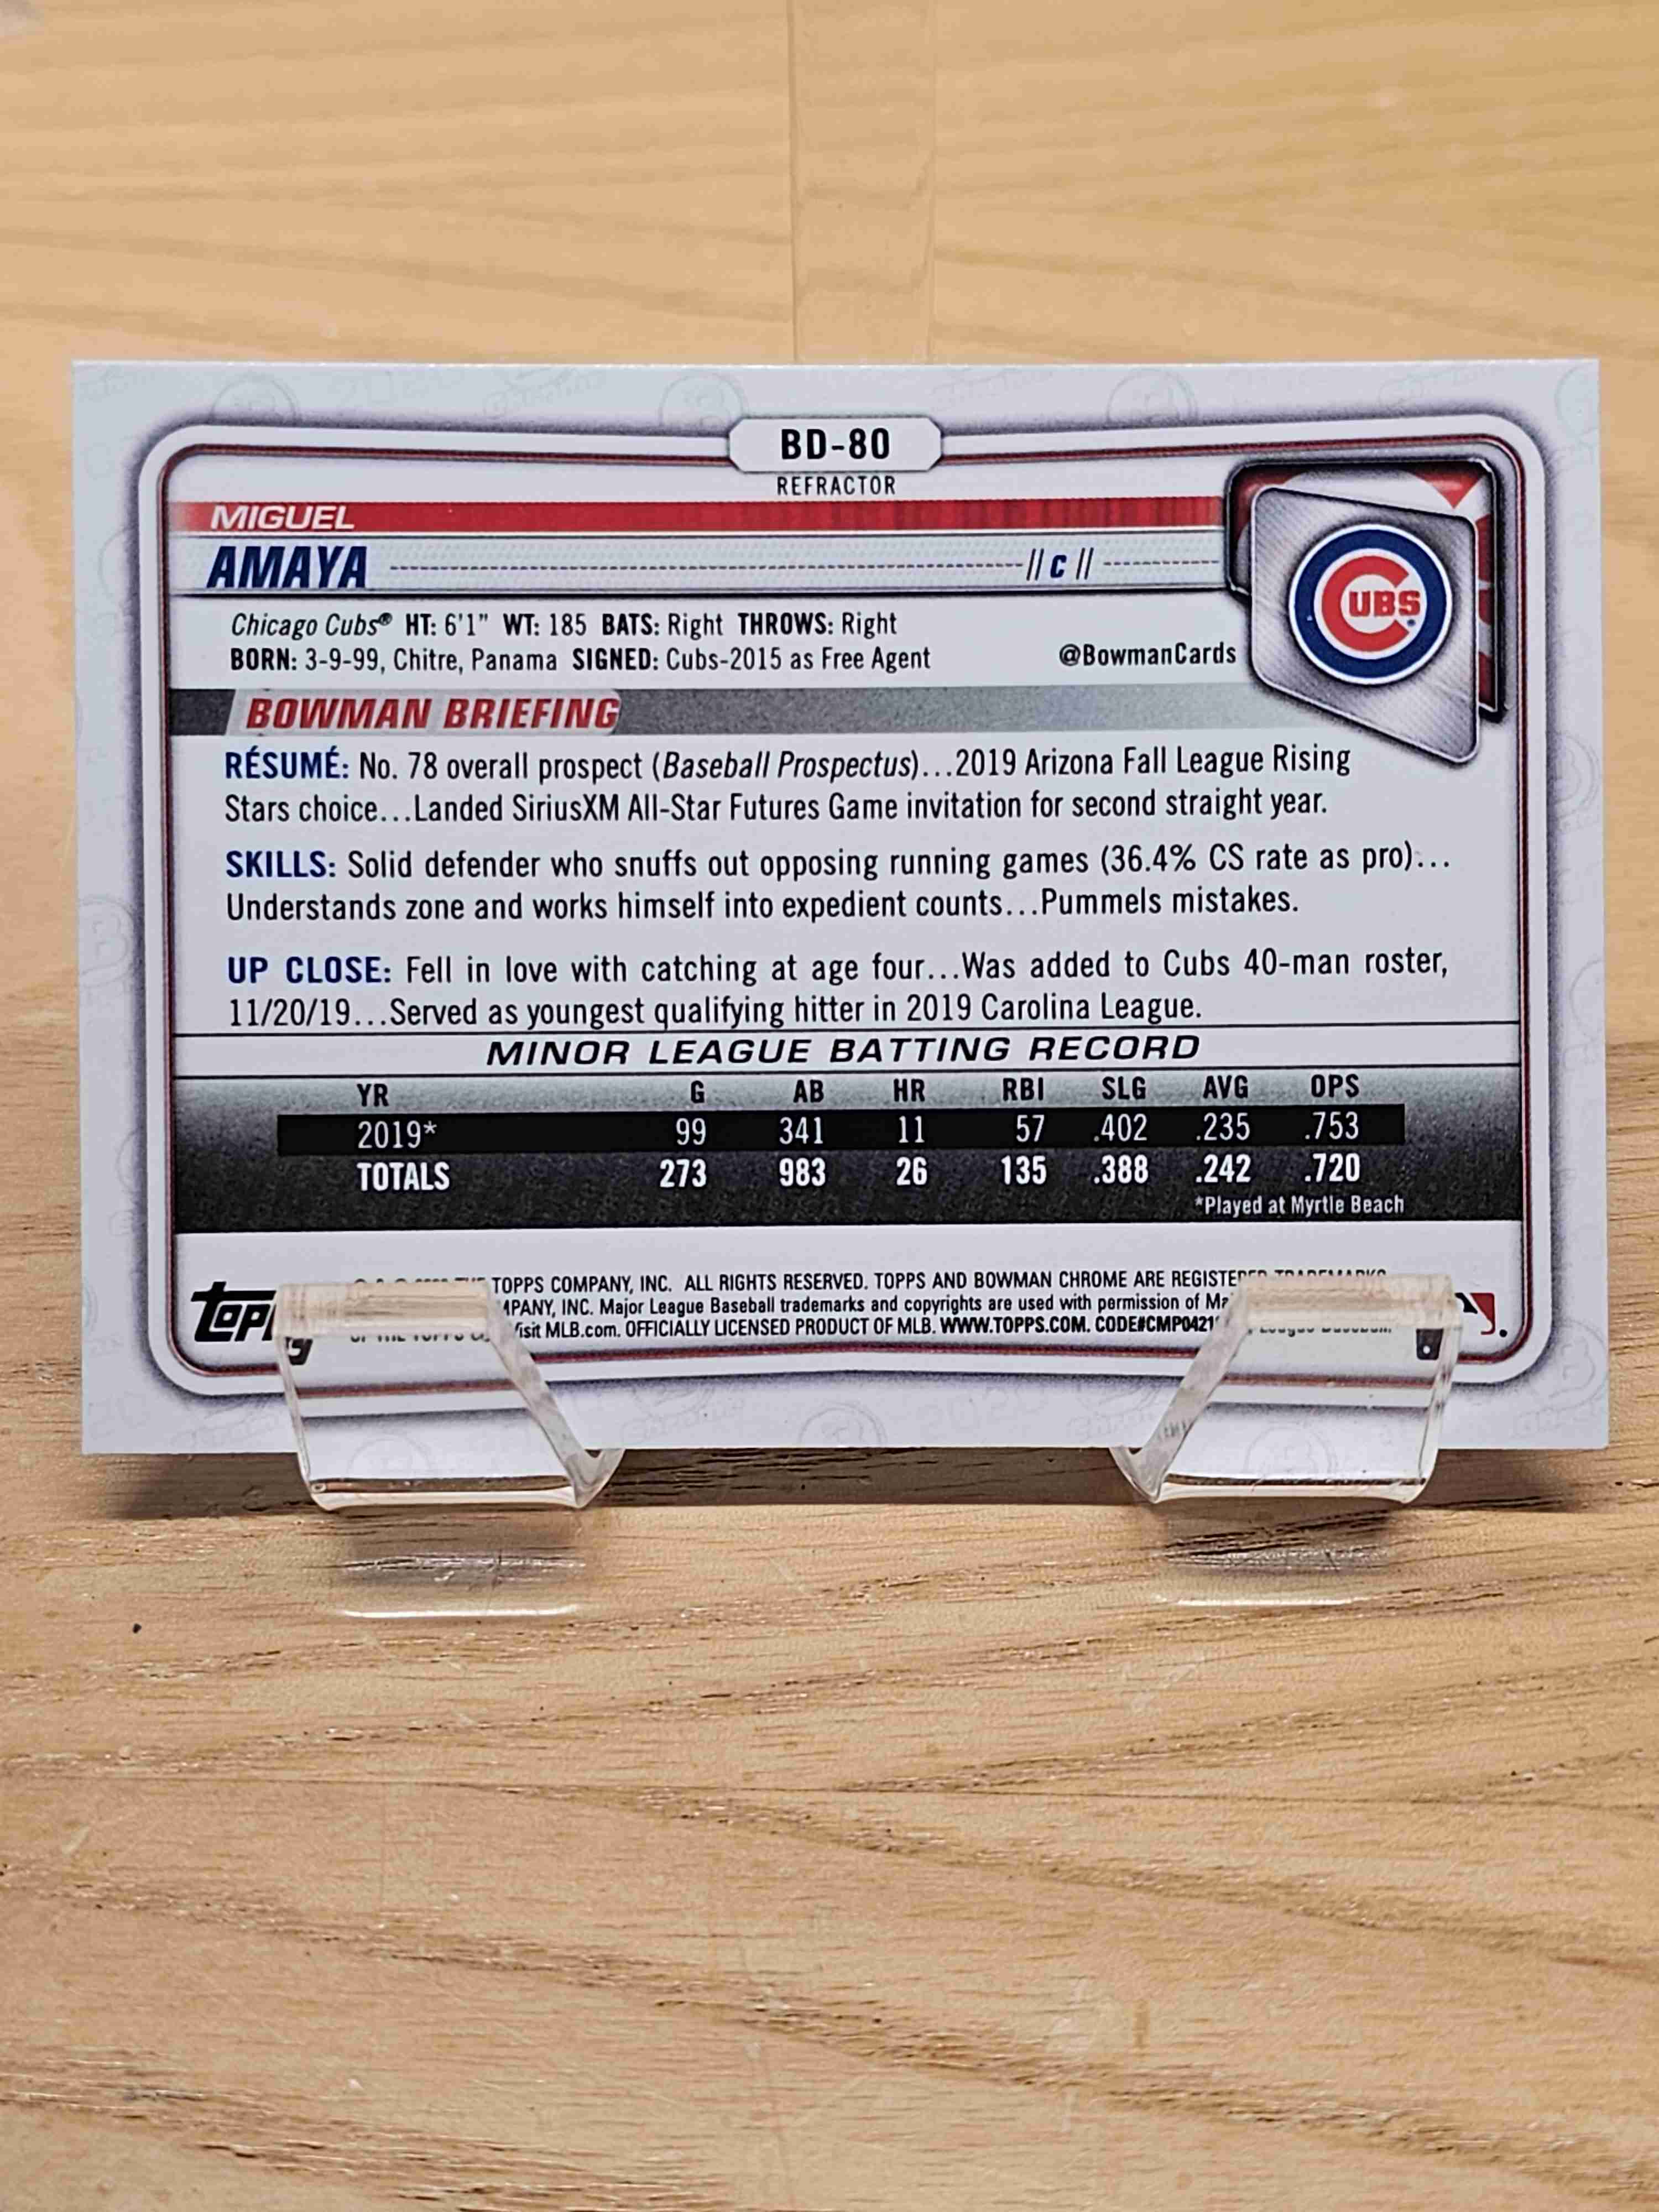 BD-80
REFRACTOR
MIGUEL
AMAYA // C //
CUBS
Chicago Cubs® HT: 6'1" WT: 185 BATS: Right THROWS: Right
BORN: 3-9-99, Chitre, Panama SIGNED: Cubs-2015 as Free Agent @BowmanCards
BOWMAN BRIEFING
RÉSUMÉ: No. 78 overall prospect (Baseball Prospectus)...2019 Arizona Fall League Rising
Stars choice...Landed SiriusXM All-Star Futures Game invitation for second straight year.
SKILLS: Solid defender who snuffs out opposing running games (36.4% CS rate as pro)...
Understands zone and works himself into expedient counts...Pummels mistakes.
UP CLOSE: Fell in love with catching at age four...Was added to Cubs 40-man roster,
11/20/19...Served as youngest qualifying hitter in 2019 Carolina League.
MINOR LEAGUE BATTING RECORD
YR G AB HR RBI SLG AVG OPS
2019* 99 341 11 57 .402 .235 .753
TOTALS 273 983 26 135 .388 .242 .720
*Played at Myrtle Beach
TOPPS COMPANY, INC. ALL RIGHTS RESERVED. TOPPS AND BOWMAN CHROME ARE REGISTERED TRADEMARKS
INC. Major League Baseball trademarks and copyrights are used with permission of
Visit MLB.com. OFFICIALLY LICENSED PRODUCT OF MLB. WWW.TOPPS.COM. CODE#CMP0421